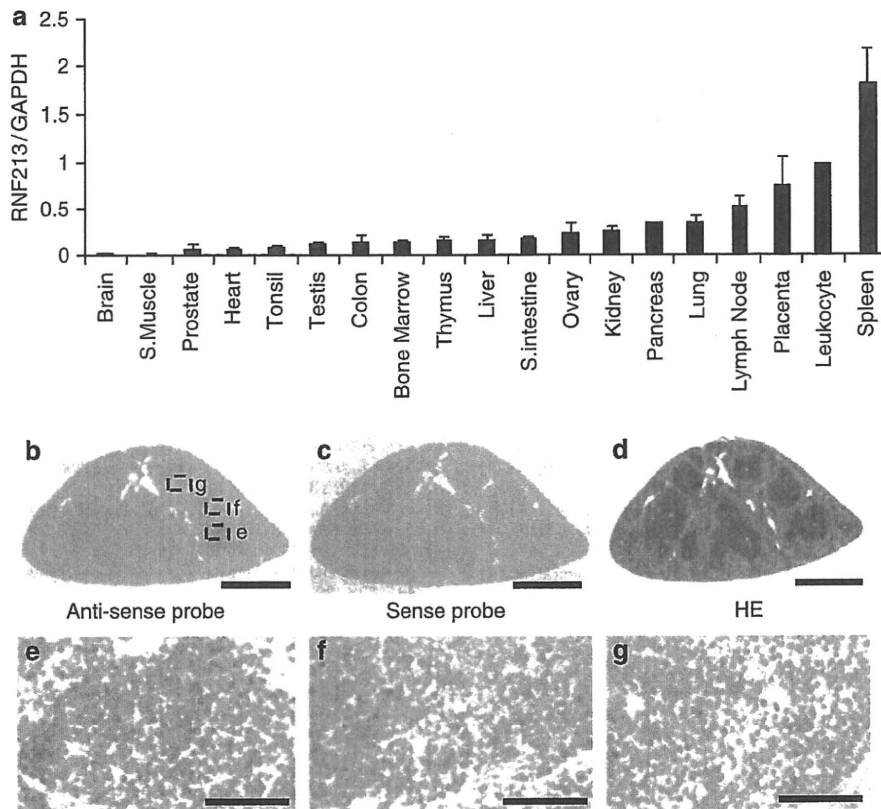 a
RNF213/GAPDH
2.5
2
1.5
1
0.5
0
Brain
S.Muscle
Prostate
Heart
Tonsil
Testis
Colon
Bone Marrow
Thymus
Liver
S.intestine
Ovary
Kidney
Pancreas
Lung
Lymph Node
Placenta
Leukocyte
Spleen
b
g
f
e
c
d
Anti-sense probe
Sense probe
HE
e
f
g